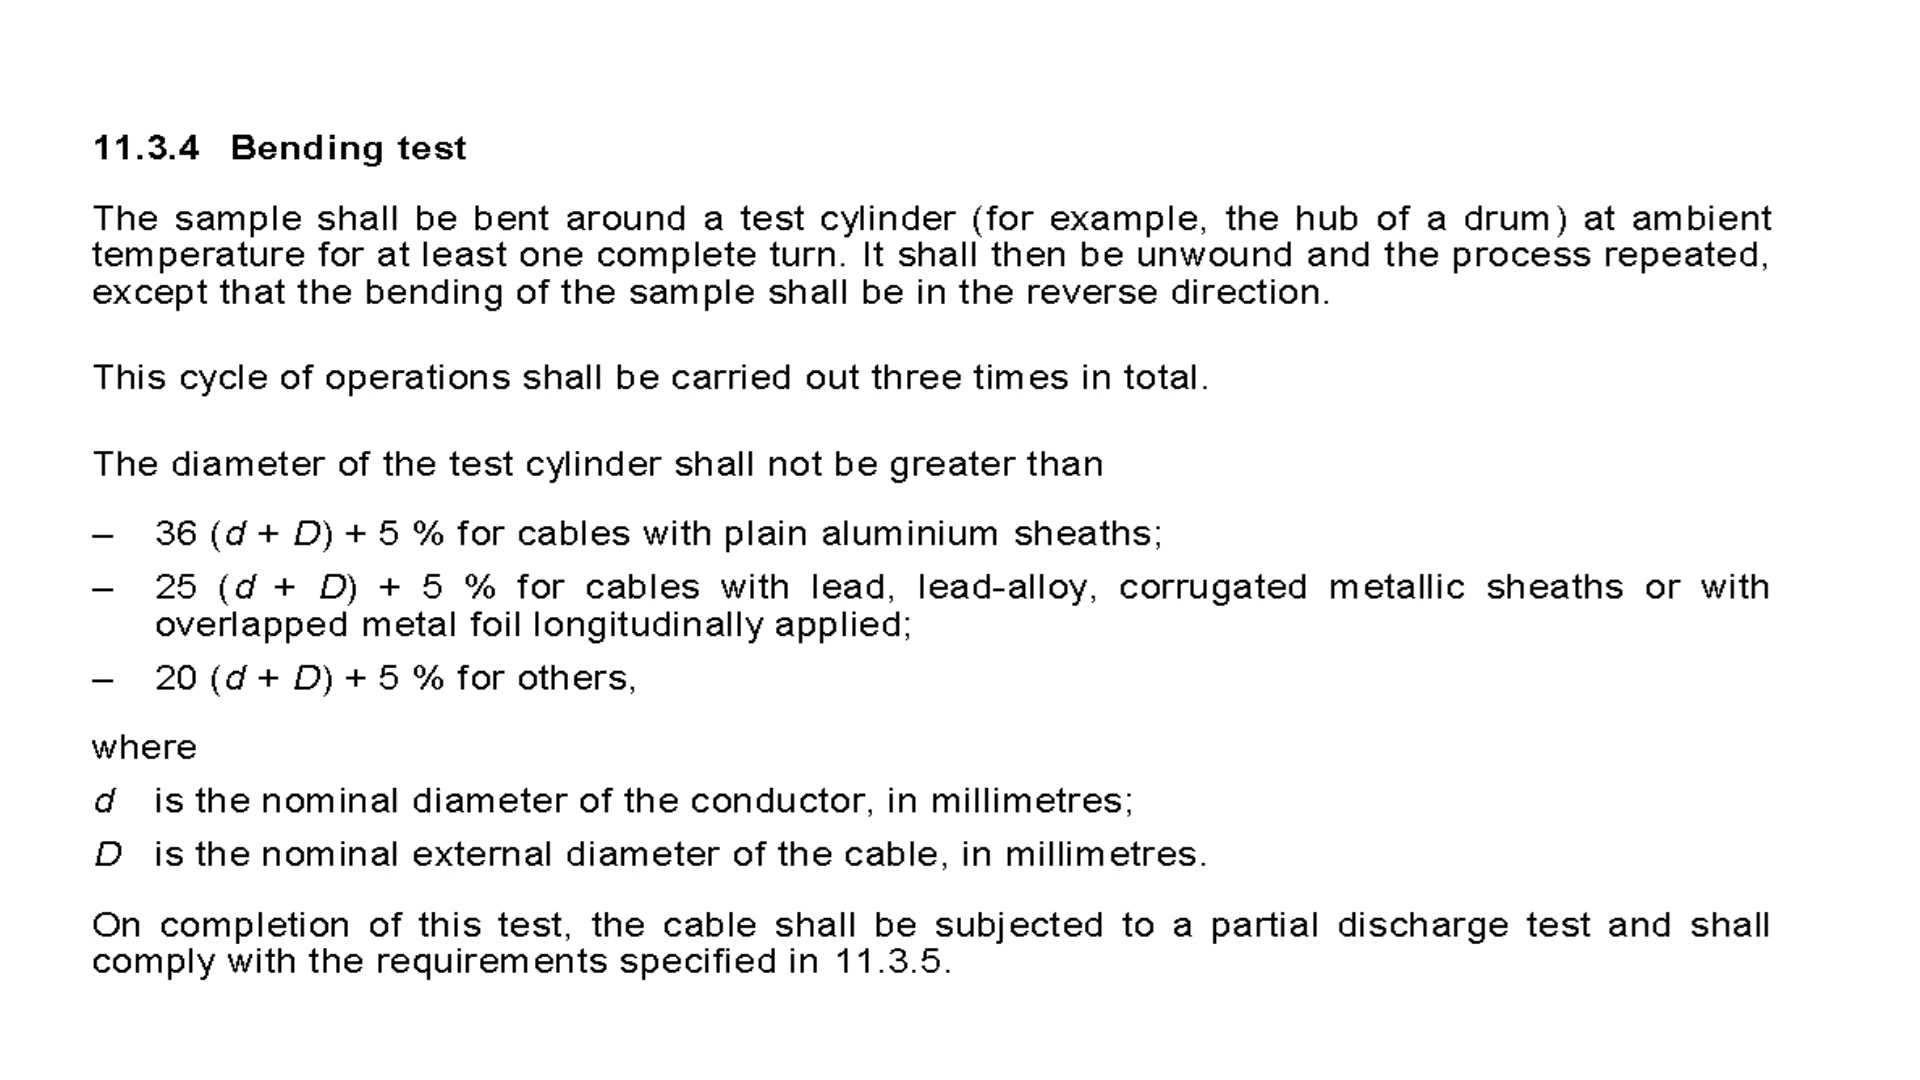 11.3.4 Bending test
The sample shall be bent around a test cylinder (for example, the hub of a drum) at ambient
temperature for at least one complete turn. It shall then be unwound and the process repeated,
except that the bending of the sample shall be in the reverse direction.
This cycle of operations shall be carried out three times in total.
The diameter of the test cylinder shall not be greater than
– 36 (d + D) + 5 % for cables with plain aluminium sheaths;
– 25 (d + D) + 5 % for cables with lead, lead-alloy, corrugated metallic sheaths or with
overlapped metal foil longitudinally applied;
– 20 (d + D) + 5 % for others,
where
d is the nominal diameter of the conductor, in millimetres;
D is the nominal external diameter of the cable, in millimetres.
On completion of this test, the cable shall be subjected to a partial discharge test and shall
comply with the requirements specified in 11.3.5.